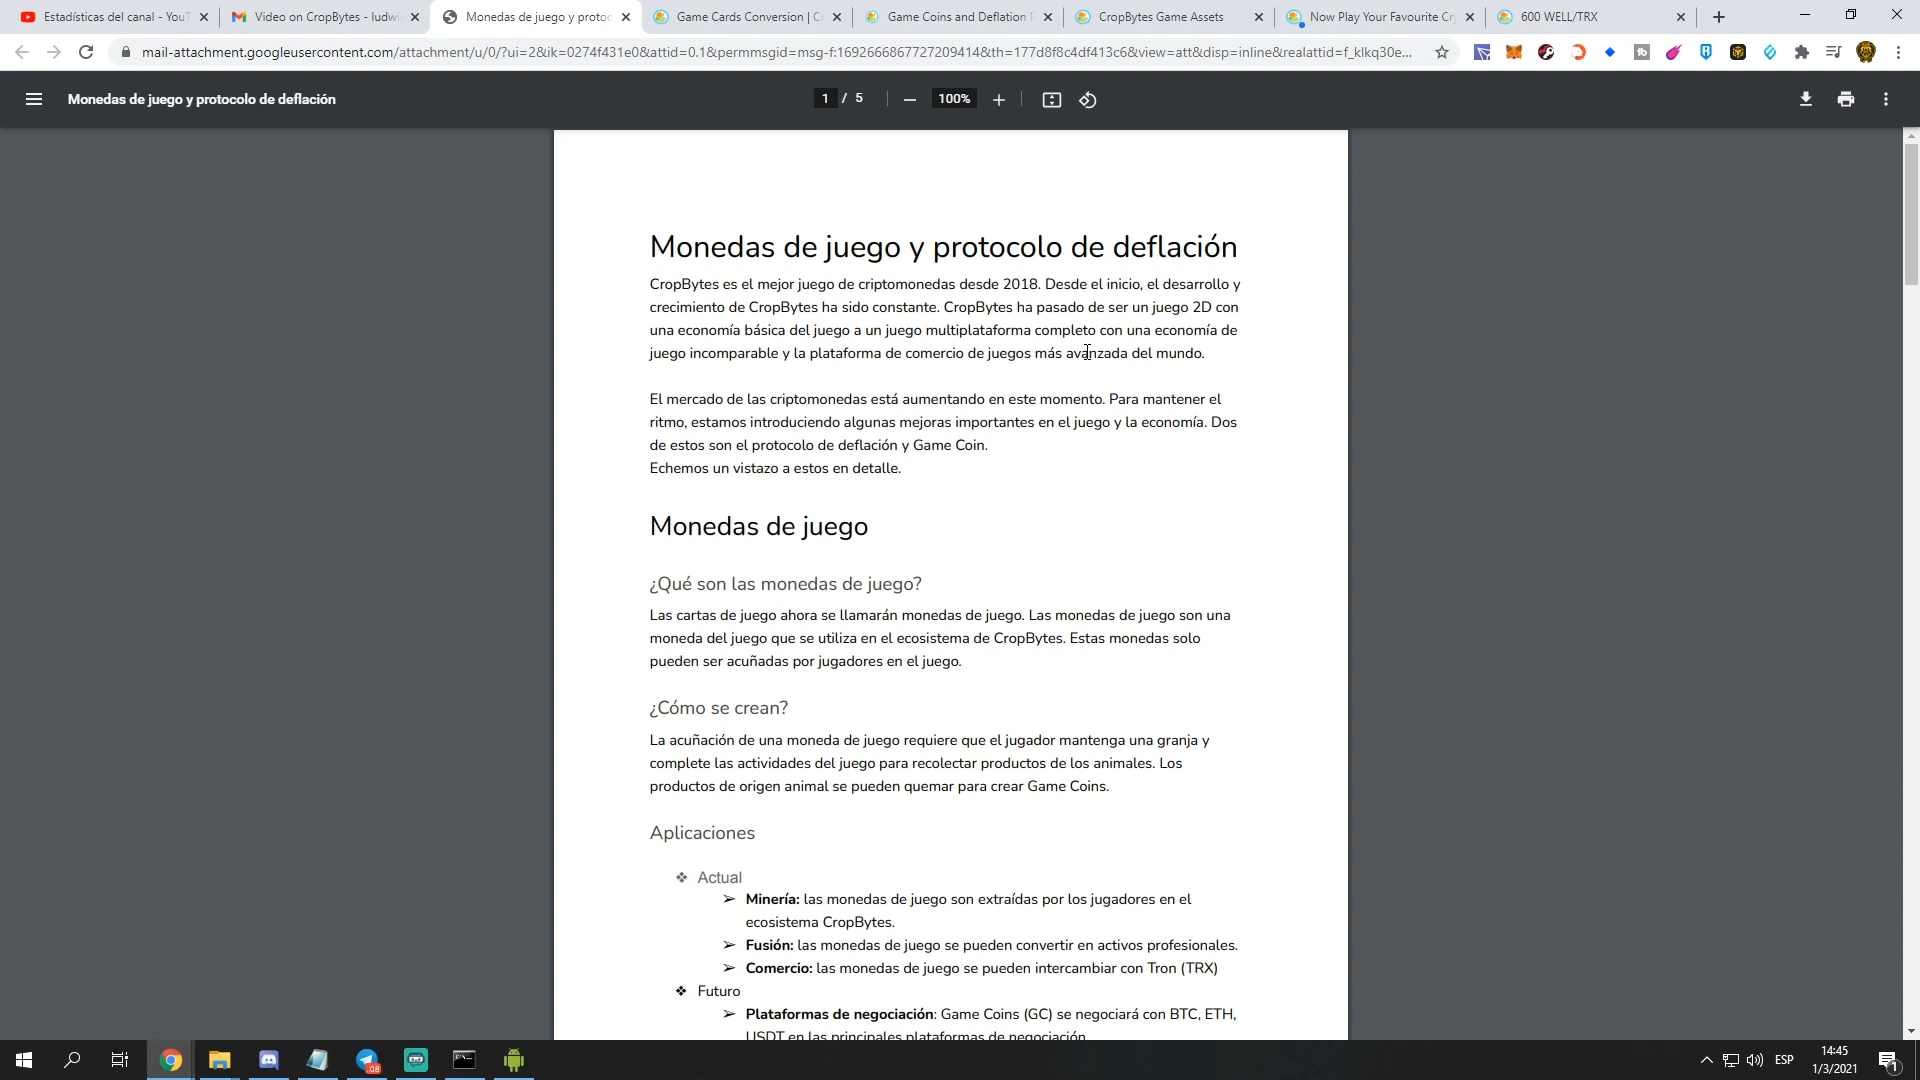 Estadísticas del canal - YouT
Video on CropBytes - ludwi
Monedas de juego y protoc
Game Cards Conversion | C
Game Coins and Deflation P
CropBytes Game Assets
Now Play Your Favourite Cr
600 WELL/TRX
mail-attachment.googleusercontent.com/attachment/u/0/?ui=2&ik=0274f431e0&attid=0.1&permmsgid=msg-f:1692666867727209414&th=177d8f8c4df413c6&view=att&disp=inline&realattid=f_klkq30e...
Monedas de juego y protocolo de deflación
1 / 5
100%
Monedas de juego y protocolo de deflación
CropBytes es el mejor juego de criptomonedas desde 2018. Desde el inicio, el desarrollo y
crecimiento de CropBytes ha sido constante. CropBytes ha pasado de ser un juego 2D con
una economía básica del juego a un juego multiplataforma completo con una economía de
juego incomparable y la plataforma de comercio de juegos más avanzada del mundo.
El mercado de las criptomonedas está aumentando en este momento. Para mantener el
ritmo, estamos introduciendo algunas mejoras importantes en el juego y la economía. Dos
de estos son el protocolo de deflación y Game Coin.
Echemos un vistazo a estos en detalle.
Monedas de juego
¿Qué son las monedas de juego?
Las cartas de juego ahora se llamarán monedas de juego. Las monedas de juego son una
moneda del juego que se utiliza en el ecosistema de CropBytes. Estas monedas solo
pueden ser acuñadas por jugadores en el juego.
¿Cómo se crean?
La acuñación de una moneda de juego requiere que el jugador mantenga una granja y
complete las actividades del juego para recolectar productos de los animales. Los
productos de origen animal se pueden quemar para crear Game Coins.
Aplicaciones
❖ Actual
➢ Minería: las monedas de juego son extraídas por los jugadores en el
ecosistema CropBytes.
➢ Fusión: las monedas de juego se pueden convertir en activos profesionales.
➢ Comercio: las monedas de juego se pueden intercambiar con Tron (TRX)
❖ Futuro
➢ Plataformas de negociación: Game Coins (GC) se negociará con BTC, ETH,
USDT en las principales plataformas de negociación
ESP
14:45
1/3/2021